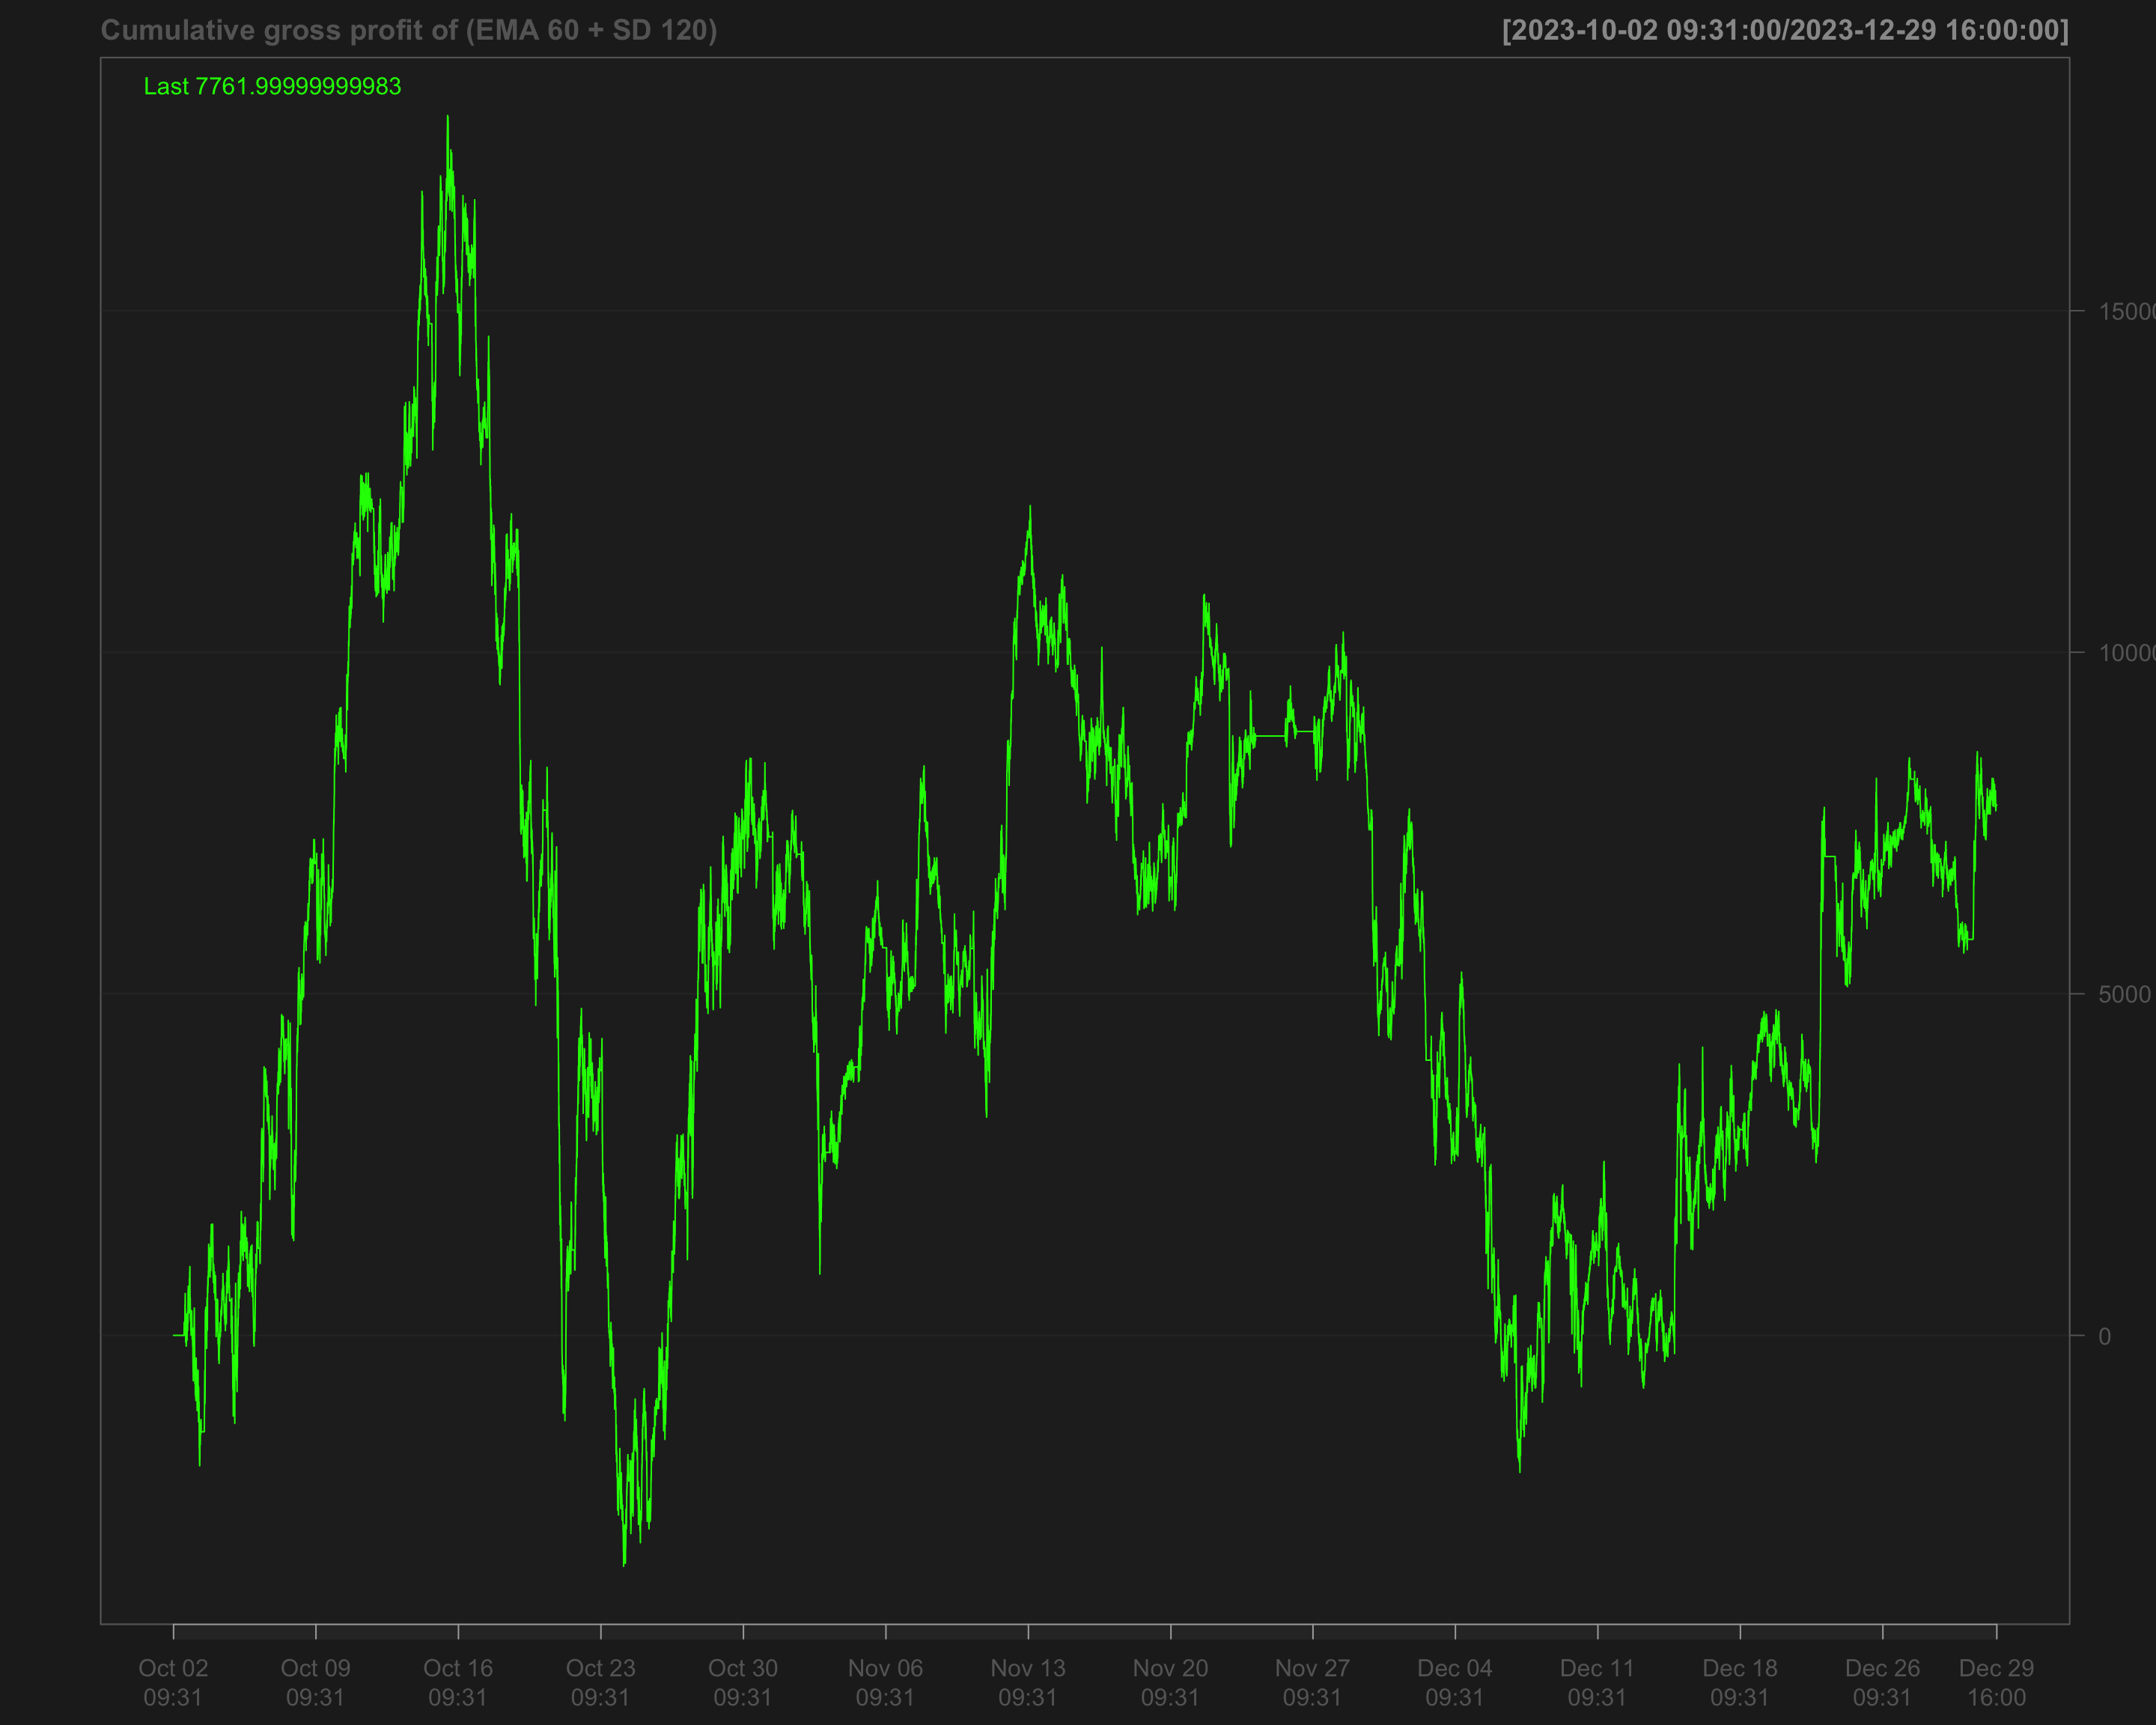 Cumulative gross profit of (EMA 60 + SD 120)
[2023-10-02 09:31:00/2023-12-29 16:00:00]
Last 7761.99999999983
15000
10000
5000
0
Oct 02 Oct 09 Oct 16 Oct 23 Oct 30 Nov 06 Nov 13 Nov 20 Nov 27 Dec 04 Dec 11 Dec 18 Dec 26 Dec 29
09:31 09:31 09:31 09:31 09:31 09:31 09:31 09:31 09:31 09:31 09:31 09:31 09:31 16:00